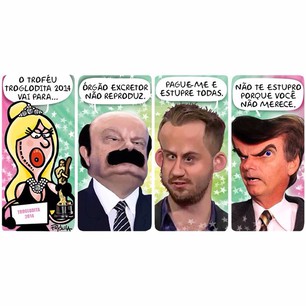 O TROFÉU
TROGLODITA 2014
VAI PARA...
TROGLODITA
2014
ÓRGÃO EXCRETOR
NÃO REPRODUZ.
PAGUE-ME E
ESTUPRE TODAS.
NÃO TE ESTUPRO
PORQUE VOCÊ
NÃO MERECE.